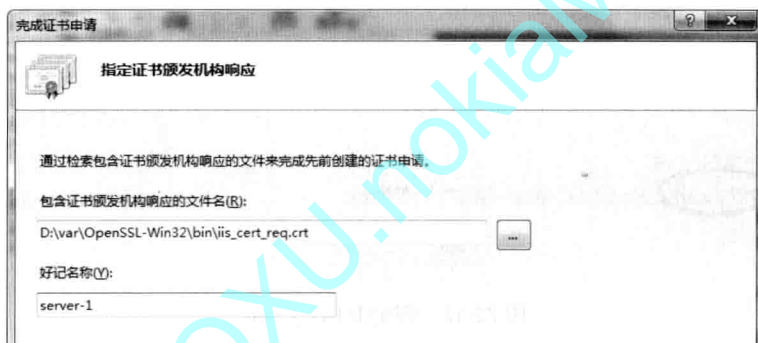 完成证书申请
指定证书颁发机构响应
通过检索包含证书颁发机构响应的文件来完成先前创建的证书申请。
包含证书颁发机构响应的文件名(R):
D:\var\OpenSSL-Win32\bin\iis_cert_req.crt
...
好记名称(Y):
server-1